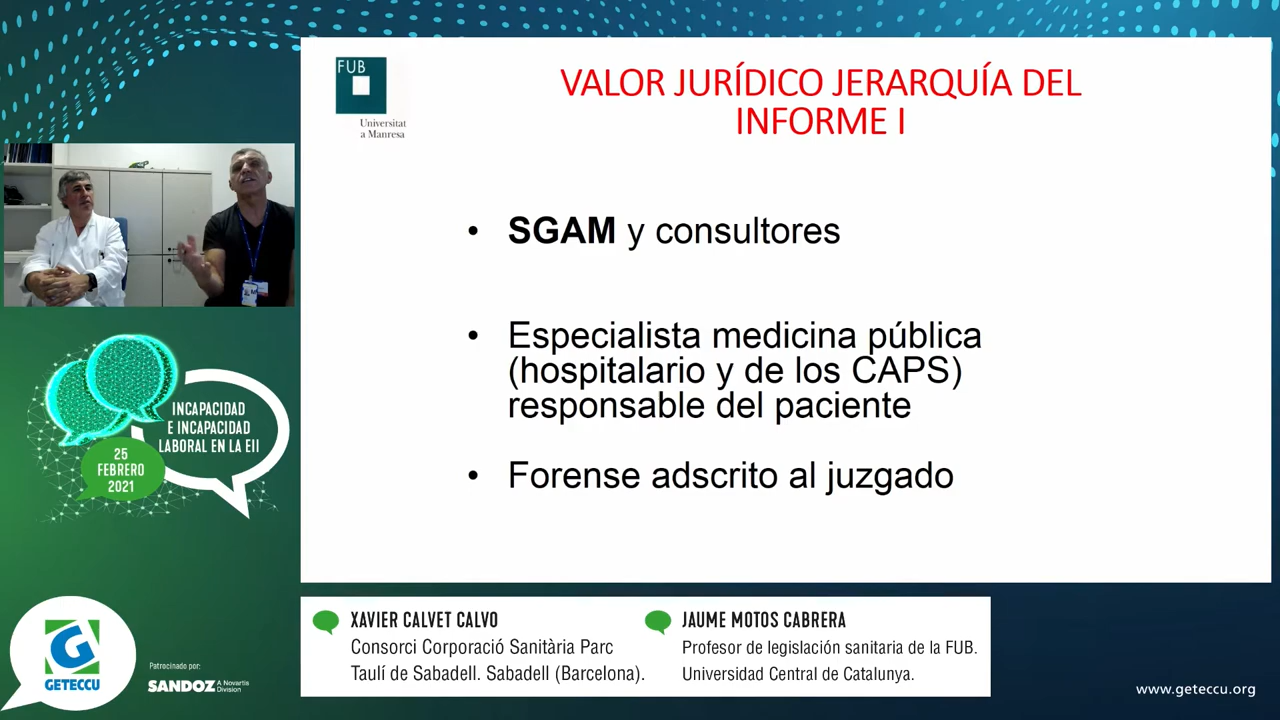 FUB
Universitat
a Manresa
VALOR JURÍDICO JERARQUÍA DEL
INFORME I
• SGAM y consultores
• Especialista medicina pública
(hospitalario y de los CAPS)
responsable del paciente
• Forense adscrito al juzgado
INCAPACIDAD
E INCAPACIDAD
LABORAL EN LA EII
25
FEBRERO
2021
XAVIER CALVET CALVO
Consorci Corporació Sanitària Parc
Taulí de Sabadell. Sabadell (Barcelona).
JAUME MOTOS CABRERA
Profesor de legislación sanitaria de la FUB.
Universidad Central de Catalunya.
G
GETECCU
Patrocinado por:
SANDOZ A Novartis
Division
www.geteccu.org